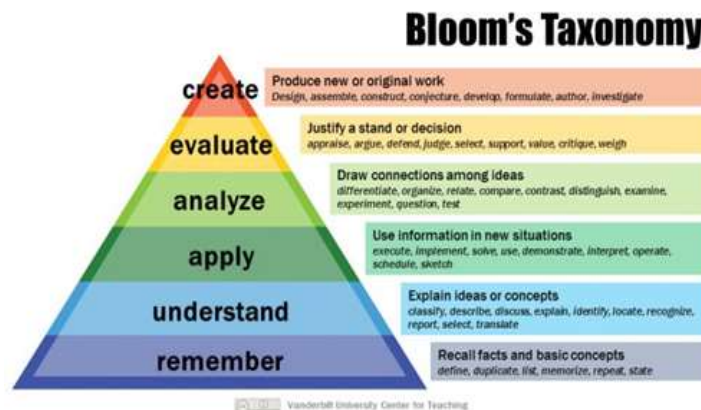 Bloom's Taxonomy
create
Produce new or original work
Design, assemble, construct, conjecture, develop, formulate, author, investigate
evaluate
Justify a stand or decision
appraise, argue, defend, judge, select, support, value, critique, weigh
analyze
Draw connections among ideas
differentiate, organize, relate, compare, contrast, distinguish, examine,
experiment, question, test
apply
Use information in new situations
execute, implement, solve, use, demonstrate, interpret, operate,
schedule, sketch
understand
Explain ideas or concepts
classify, describe, discuss, explain, identify, locate, recognize,
report, select, translate
remember
Recall facts and basic concepts
define, duplicate, list, memorize, repeat, state
Vanderbilt University Center for Teaching